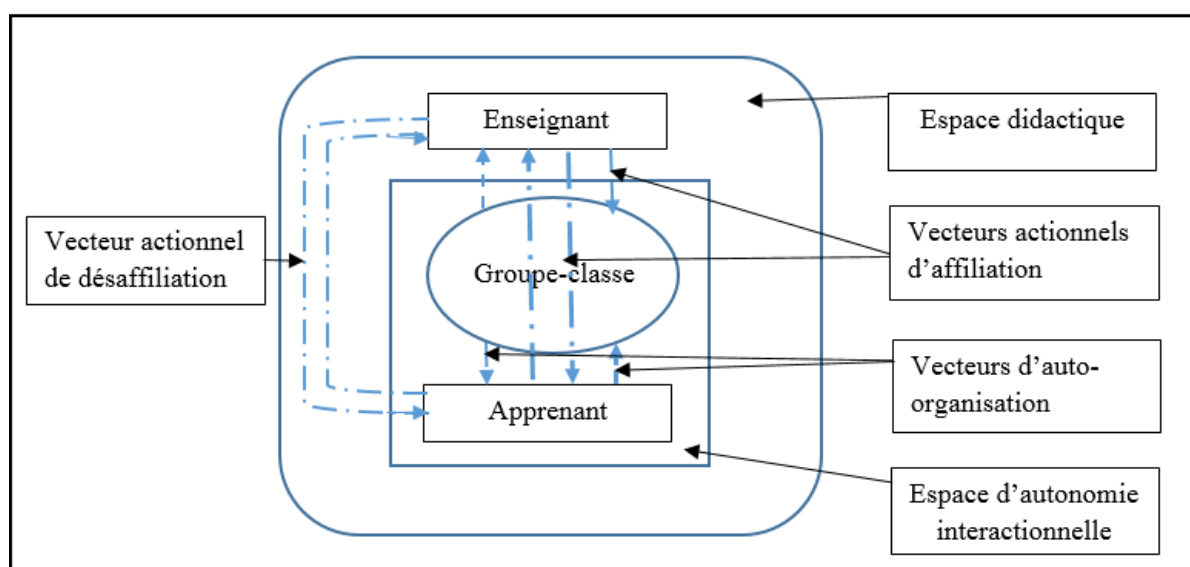 Enseignant
Espace didactique
Vecteur actionnel
de désaffiliation
Groupe-classe
Vecteurs actionnels
d’affiliation
Apprenant
Vecteurs d’auto-
organisation
Espace d’autonomie
interactionnelle